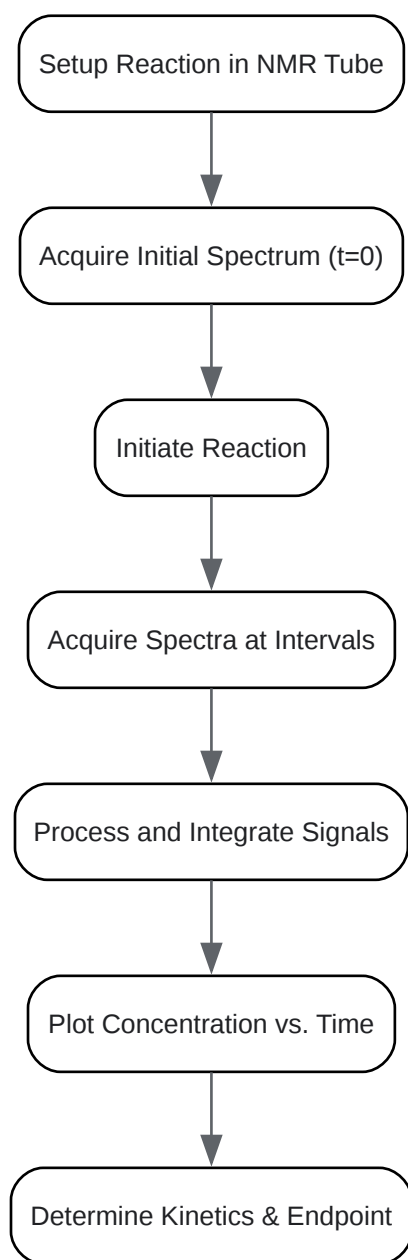 Setup Reaction in NMR Tube
Acquire Initial Spectrum (t=0)
Initiate Reaction
Acquire Spectra at Intervals
Process and Integrate Signals
Plot Concentration vs. Time
Determine Kinetics & Endpoint